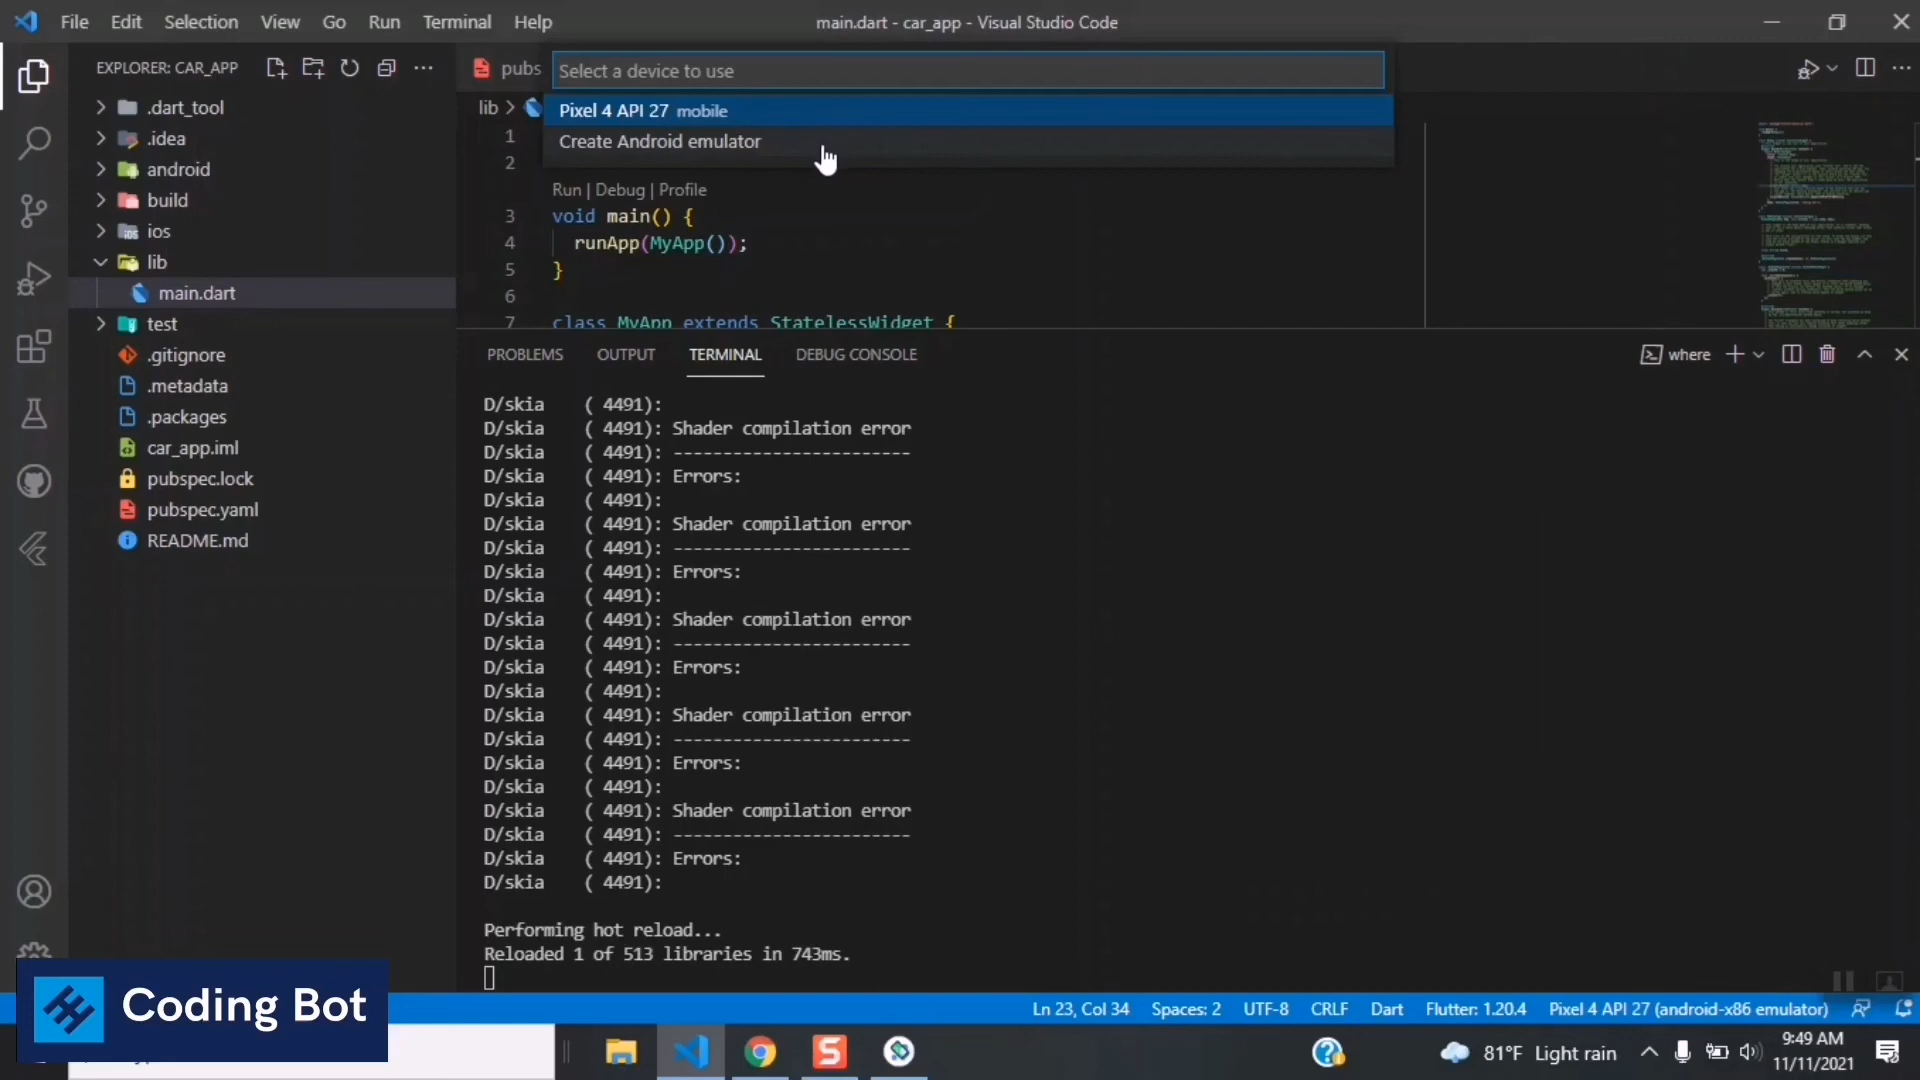 File Edit Selection View Go Run Terminal Help
main.dart - car_app - Visual Studio Code
EXPLORER: CAR_APP
pubs
Select a device to use
Pixel 4 API 27 mobile
Create Android emulator
lib
.dart_tool
.idea
android
build
ios
lib
main.dart
test
.gitignore
.metadata
.packages
car_app.iml
pubspec.lock
pubspec.yaml
README.md
1
2
Run | Debug | Profile
3 void main() {
4 runApp(MyApp());
5 }
6
7 class MyApp extends StatelessWidget {
PROBLEMS OUTPUT TERMINAL DEBUG CONSOLE
where
D/skia ( 4491):
D/skia ( 4491): Shader compilation error
D/skia ( 4491): ------------------------
D/skia ( 4491): Errors:
D/skia ( 4491):
D/skia ( 4491): Shader compilation error
D/skia ( 4491): ------------------------
D/skia ( 4491): Errors:
D/skia ( 4491):
D/skia ( 4491): Shader compilation error
D/skia ( 4491): ------------------------
D/skia ( 4491): Errors:
D/skia ( 4491):
D/skia ( 4491): Shader compilation error
D/skia ( 4491): ------------------------
D/skia ( 4491): Errors:
D/skia ( 4491):
D/skia ( 4491): Shader compilation error
D/skia ( 4491): ------------------------
D/skia ( 4491): Errors:
D/skia ( 4491):
Performing hot reload...
Reloaded 1 of 513 libraries in 743ms.
Coding Bot
Ln 23, Col 34 Spaces: 2 UTF-8 CRLF Dart Flutter: 1.20.4 Pixel 4 API 27 (android-x86 emulator)
81°F Light rain
9:49 AM
11/11/2021